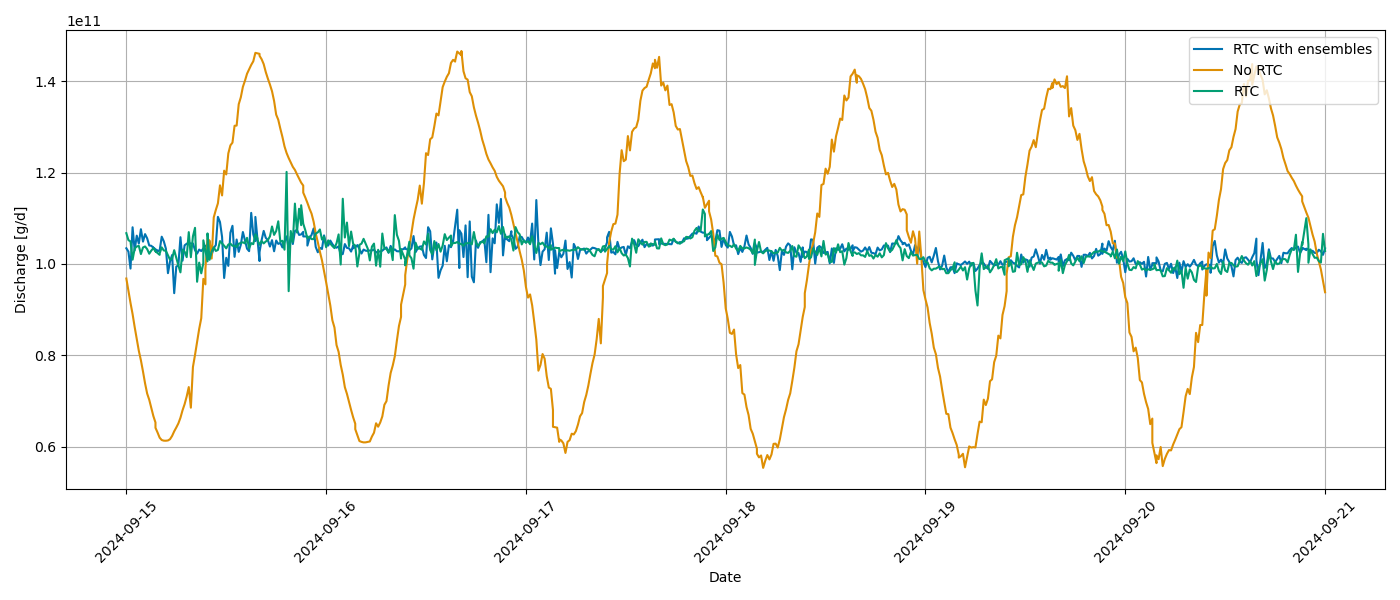 1e11
RTC with ensembles
No RTC
RTC
1.4
1.2
1.0
0.8
0.6
Discharge [g/d]
2024-09-15
2024-09-16
2024-09-17
2024-09-18
2024-09-19
2024-09-20
2024-09-21
Date